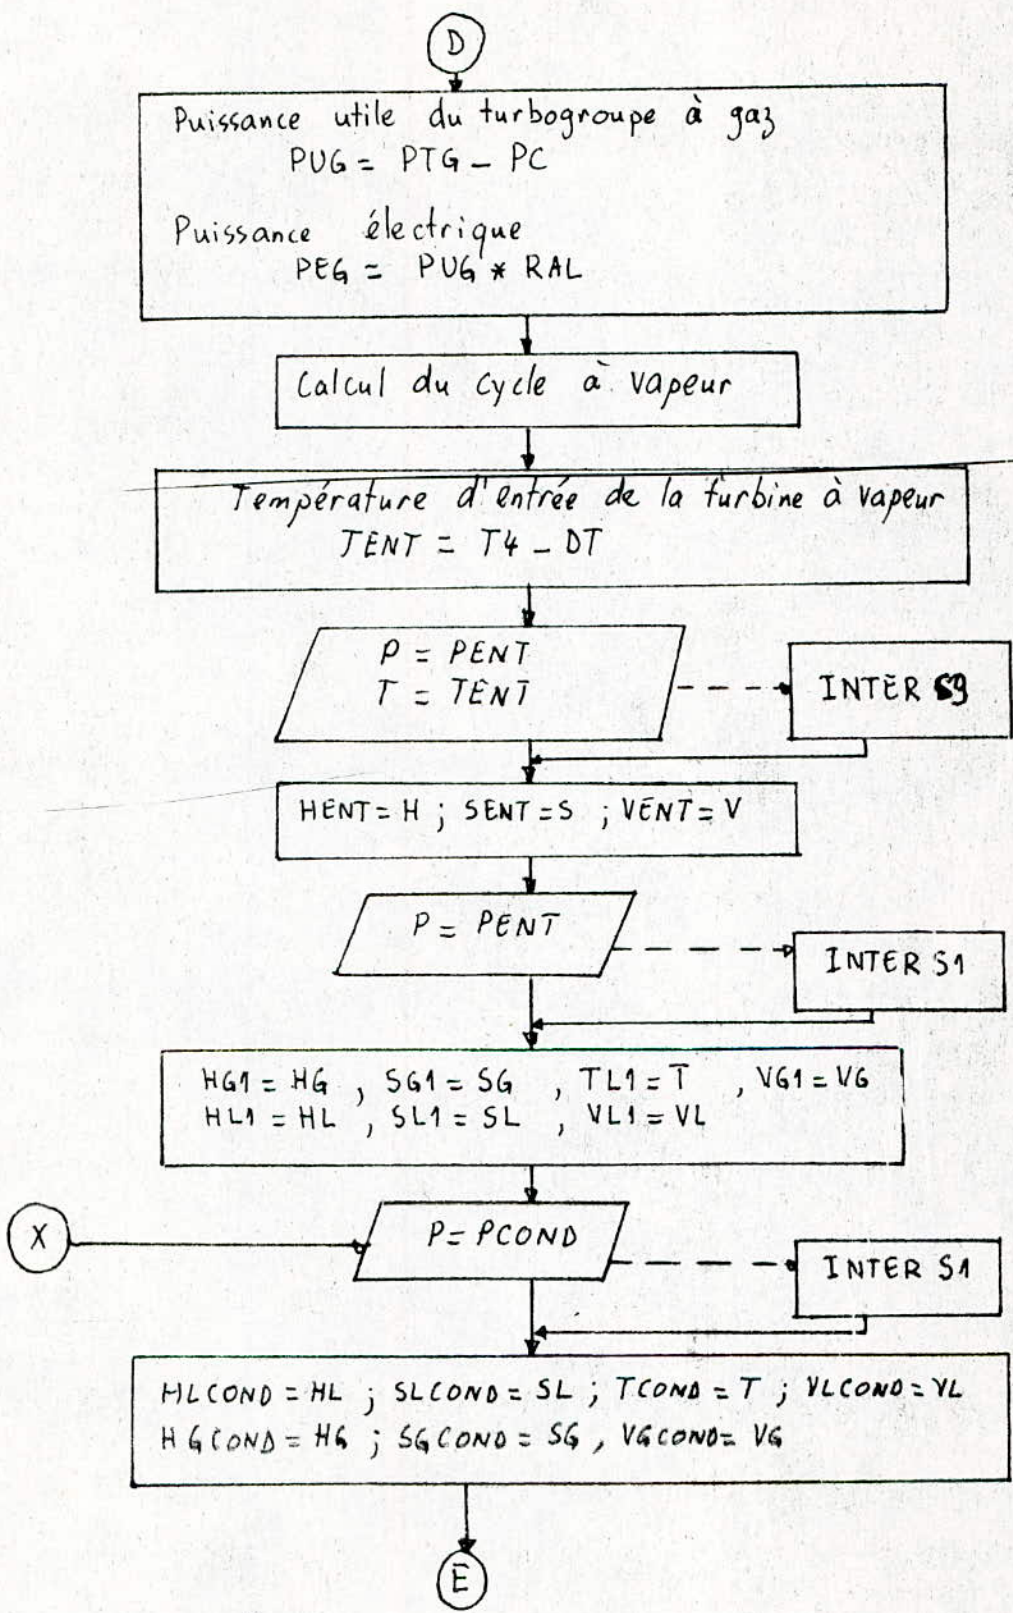 D
Puissance utile du turbogroupe à gaz
PUG = PTG - PC
Puissance électrique
PEG = PUG * RAL
Calcul du cycle à vapeur
Température d'entrée de la turbine à vapeur
TENT = T4 - DT
P = PENT
T = TENT
INTER S9
HENT = H ; SENT = S ; VENT = V
P = PENT
INTER S1
HG1 = HG , SG1 = SG , TL1 = T , VG1 = VG
HL1 = HL , SL1 = SL , VL1 = VL
X
P = PCOND
INTER S1
HLCOND = HL ; SLCOND = SL ; TCOND = T ; VLCOND = VL
HGCOND = HG ; SGCOND = SG , VGCOND = VG
E